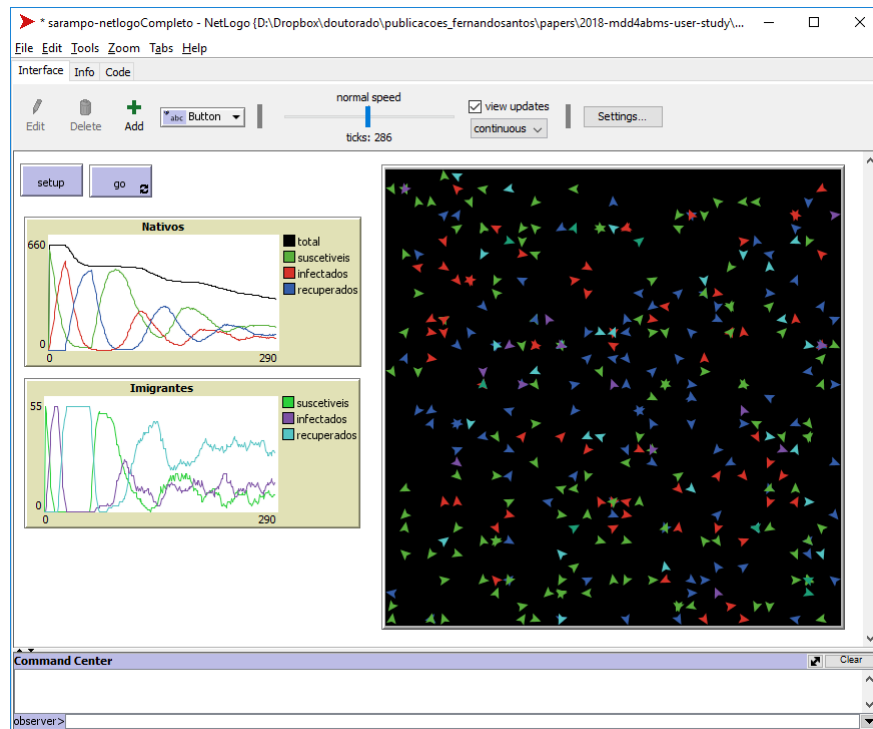 * sarampo-netlogoCompleto - NetLogo {D:\Dropbox\doutorado\publicacoes_fernandosantos\papers\2018-mdd4abms-user-study\...
File Edit Tools Zoom Tabs Help
Interface Info Code
Edit Delete Add abc Button normal speed ticks: 286 view updates continuous Settings...
setup go
Nativos
660
0
0 290
total
suscetiveis
infectados
recuperados
Imigrantes
55
0
0 290
suscetiveis
infectados
recuperados
Command Center Clear
observer>